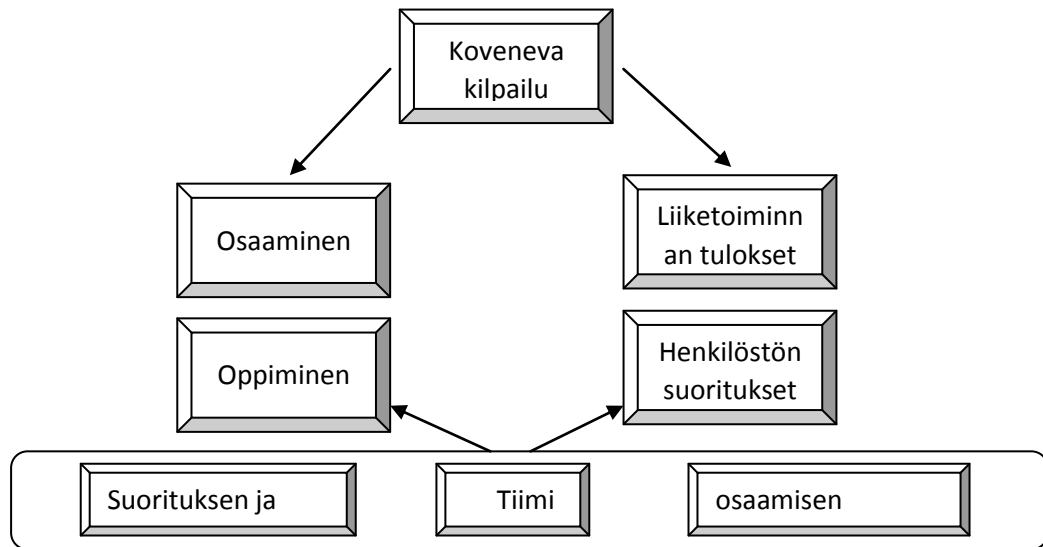 Koveneva
kilpailu
Osaaminen
Liiketoiminn
an tulokset
Oppiminen
Henkilöstön
suoritukset
Suorituksen ja
Tiimi
osaamisen